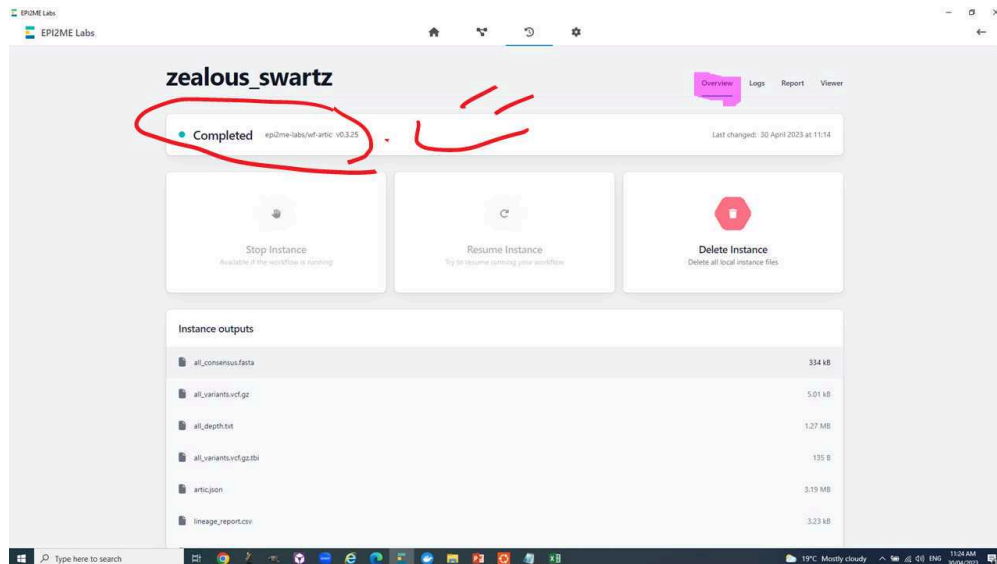 EPI2ME Labs
EPI2ME Labs
zealous_swartz
Overview Logs Report Viewer
Completed epi2me-labs/wf-artic v0.3.25
Last changed: 30 April 2023 at 11:14
Stop Instance
Available if the workflow is running
Resume Instance
Try to resume running your workflow
Delete Instance
Delete all local instance files
Instance outputs
all_consensus.fasta 334 kB
all_variants.vcf.gz 5.01 kB
all_depth.txt 1.27 MB
all_variants.vcf.gz.tbi 135 B
artic.json 3.19 MB
lineage_report.csv 3.23 kB
Type here to search
19°C Mostly cloudy ENG 11:24 AM
30/04/2023